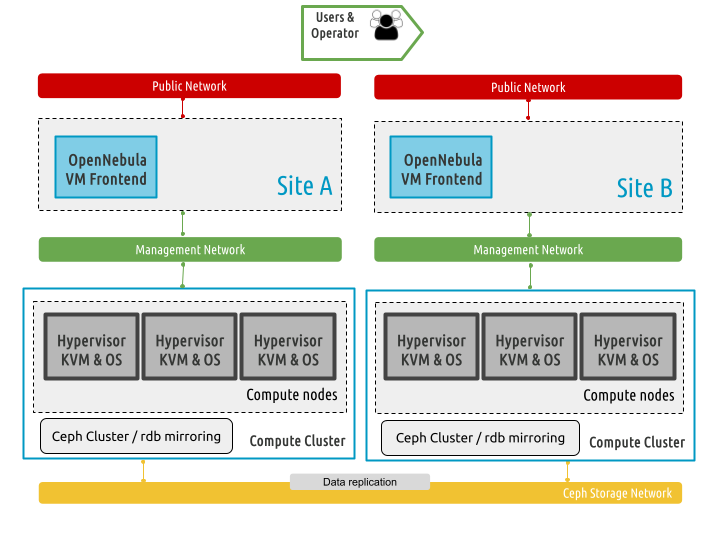 Users &
Operator
Public Network
Public Network
OpenNebula
VM Frontend
Site A
OpenNebula
VM Frontend
Site B
Management Network
Management Network
Hypervisor
KVM & OS
Hypervisor
KVM & OS
Hypervisor
KVM & OS
Compute nodes
Ceph Cluster / rdb mirroring
Compute Cluster
Hypervisor
KVM & OS
Hypervisor
KVM & OS
Hypervisor
KVM & OS
Compute nodes
Ceph Cluster / rdb mirroring
Compute Cluster
Data replication
Ceph Storage Network